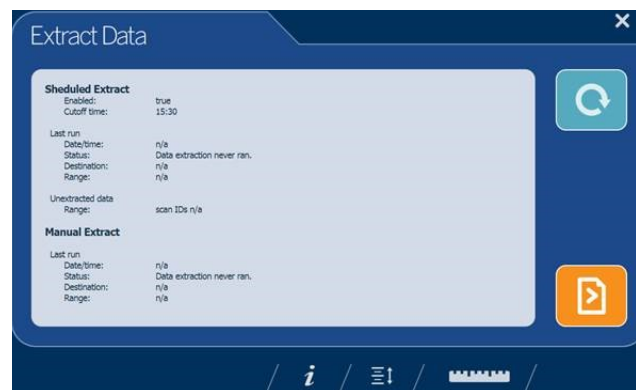 Extract Data
Sheduled Extract
Enabled: true
Cutoff time: 15:30
Last run
Date/time: n/a
Status: Data extraction never ran.
Destination: n/a
Range: n/a
Unextracted data
Range: scan IDs n/a
Manual Extract
Last run
Date/time: n/a
Status: Data extraction never ran.
Destination: n/a
Range: n/a